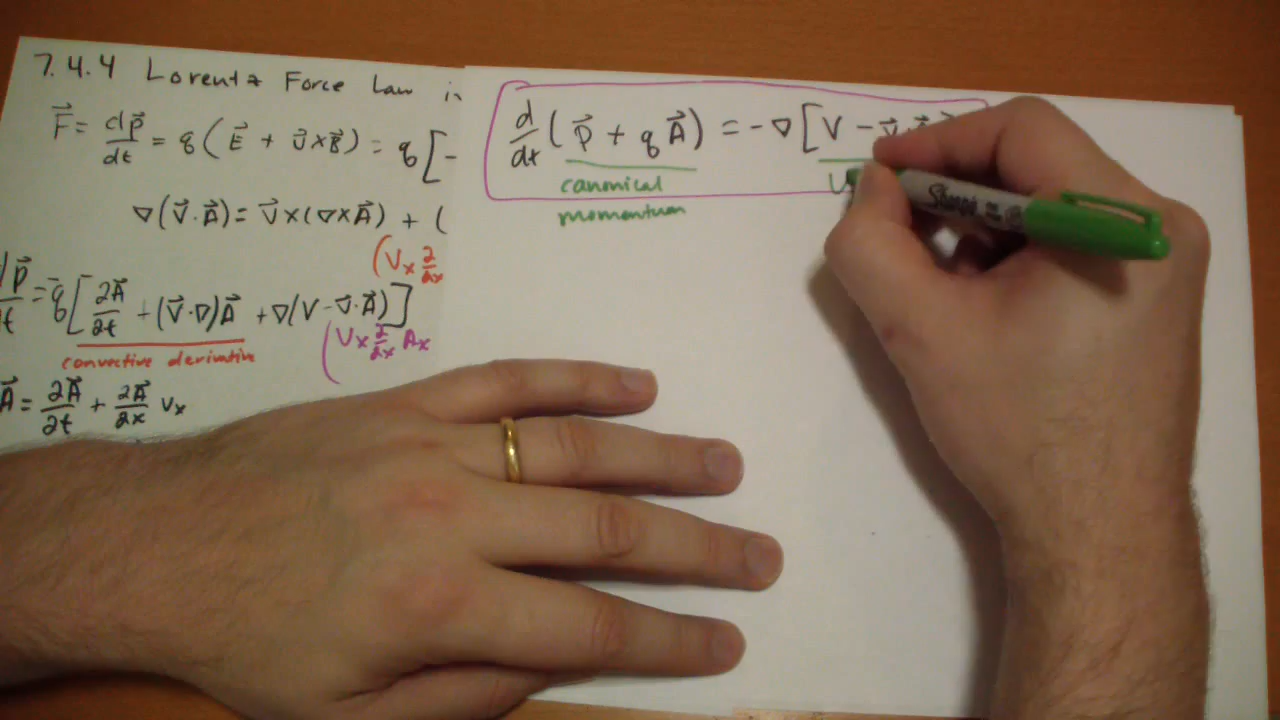 7.4.4 Lorentz Force Law in
F⃗ = dp⃗/dt = q(E⃗ + v⃗×B⃗) = q[-
∇(v⃗·A⃗) = v⃗×(∇×A⃗) + (
(Vx ∂/∂x
dp⃗/dt = -q[∂A⃗/∂t + (v⃗·∇)A⃗ + ∇(V - v⃗·A⃗)]
convective derivative
(Vx ∂/∂x Ax
A⃗ = ∂A⃗/∂t + ∂A⃗/∂x vx
d/dt(p⃗ + qA⃗) = -∇[V - v⃗·
canonical
momentum
Sharpie